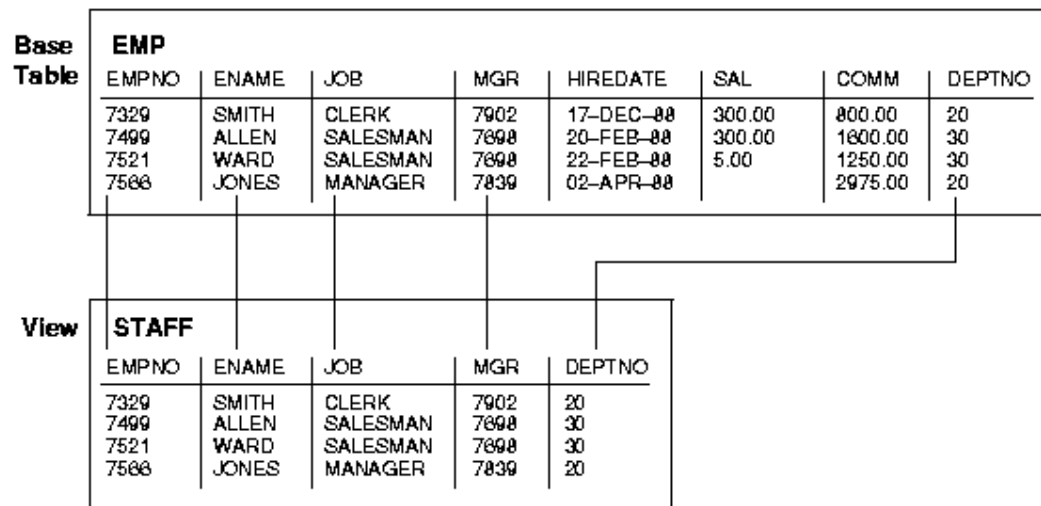 Base Table
EMP
EMPNO ENAME JOB MGR HIREDATE SAL COMM DEPTNO
7329 SMITH CLERK 7902 17–DEC–88 300.00 800.00 20
7499 ALLEN SALESMAN 7698 20–FEB–88 300.00 1600.00 30
7521 WARD SALESMAN 7698 22–FEB–88 5.00 1250.00 30
7566 JONES MANAGER 7839 02–APR–88 2975.00 20
View
STAFF
EMPNO ENAME JOB MGR DEPTNO
7329 SMITH CLERK 7902 20
7499 ALLEN SALESMAN 7698 30
7521 WARD SALESMAN 7698 30
7566 JONES MANAGER 7839 20